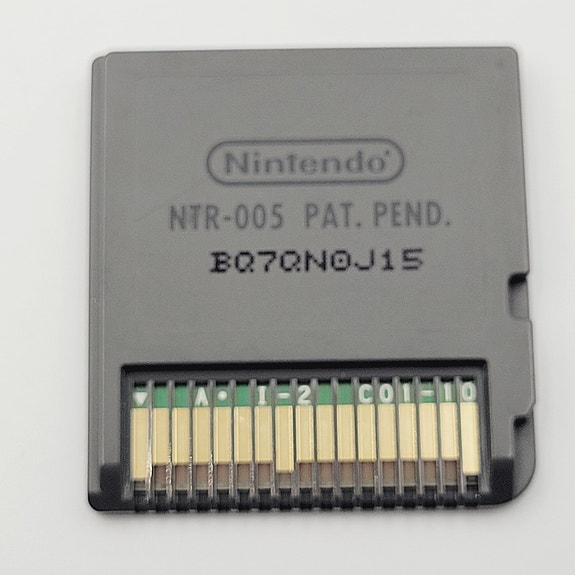 Nintendo®
NTR-005 PAT. PEND.
BQ7QN0J15
▼ A • I-2 C01-10